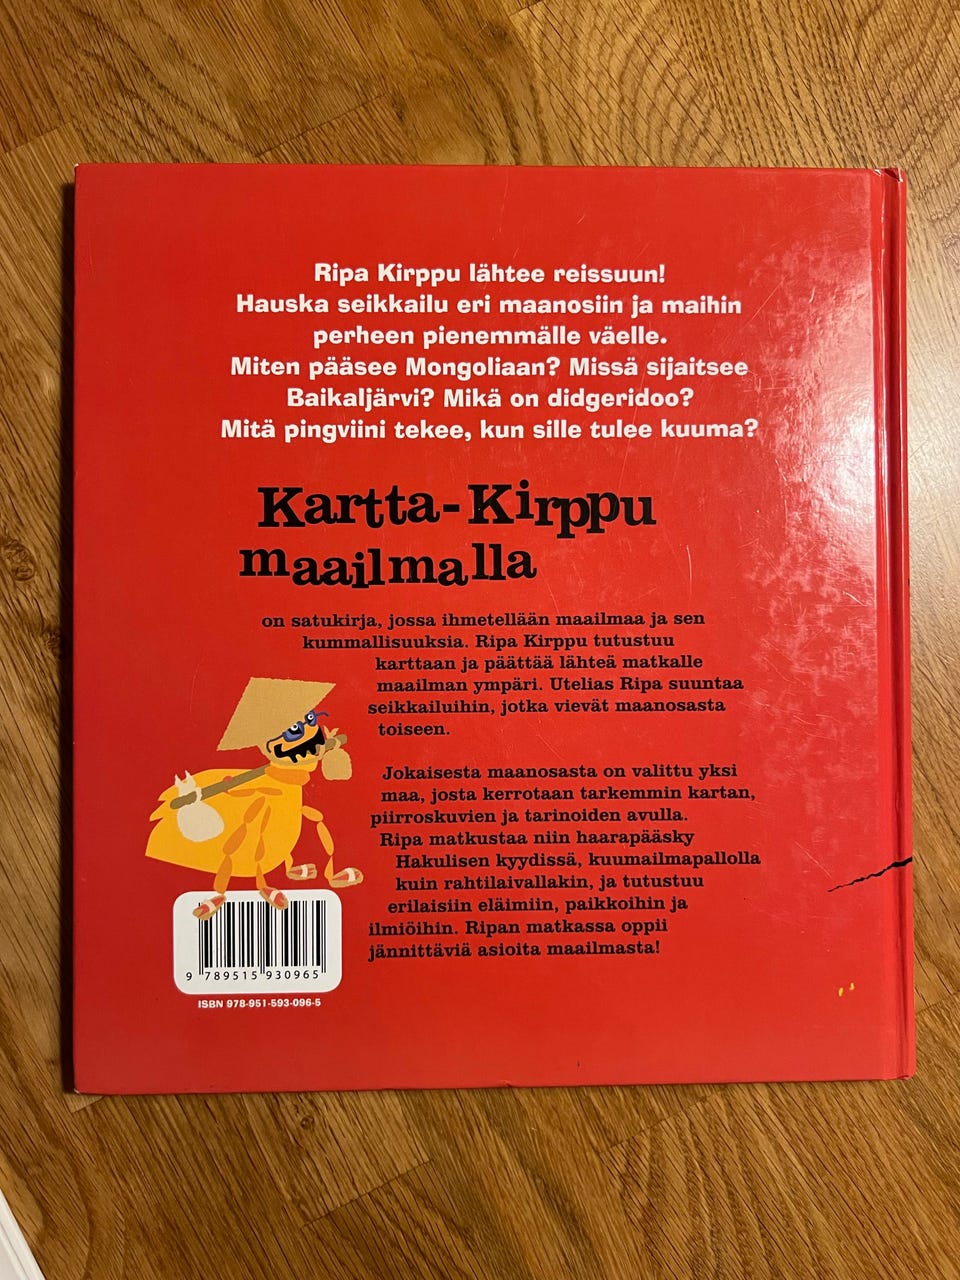 Ripa Kirppu lähtee reissuun!
Hauska seikkailu eri maanosiin ja maihin
perheen pienemmälle väelle.
Miten pääsee Mongoliaan? Missä sijaitsee
Baikaljärvi? Mikä on didgeridoo?
Mitä pingviini tekee, kun sille tulee kuuma?
Kartta-Kirppu
maailmalla
on satukirja, jossa ihmetellään maailmaa ja sen
kummallisuuksia. Ripa Kirppu tutustuu
karttaan ja päättää lähteä matkalle
maailman ympäri. Utelias Ripa suuntaa
seikkailuihin, jotka vievät maanosasta
toiseen.
Jokaisesta maanosasta on valittu yksi
maa, josta kerrotaan tarkemmin kartan,
piirroskuvien ja tarinoiden avulla.
Ripa matkustaa niin haarapääsky
Hakulisen kyydissä, kuumailmapallolla
kuin rahtilaivallakin, ja tutustuu
erilaisiin eläimiin, paikkoihin ja
ilmiöihin. Ripan matkassa oppii
jännittäviä asioita maailmasta!
9 789515 930965
ISBN 978-951-593-096-5